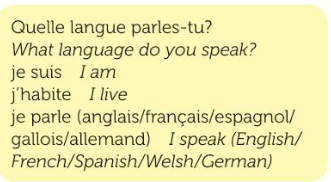 Quelle langue parles-tu?
What language do you speak?
je suis I am
j'habite I live
je parle (anglais/français/espagnol/
gallois/allemand) I speak (English/
French/Spanish/Welsh/German)